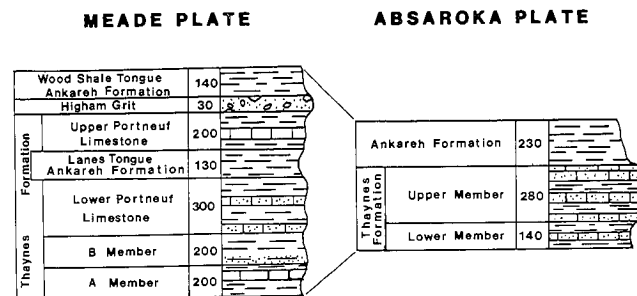 MEADE PLATE
ABSAROKA PLATE
Wood Shale Tongue
Ankareh Formation
140
Higham Grit
30
Upper Portneuf
Limestone
200
Lanes Tongue
Ankareh Formation
130
Lower Portneuf
Limestone
300
B Member
200
A Member
200
Thaynes Formation
Ankareh Formation
230
Thaynes
Formation
Upper Member
280
Lower Member
140